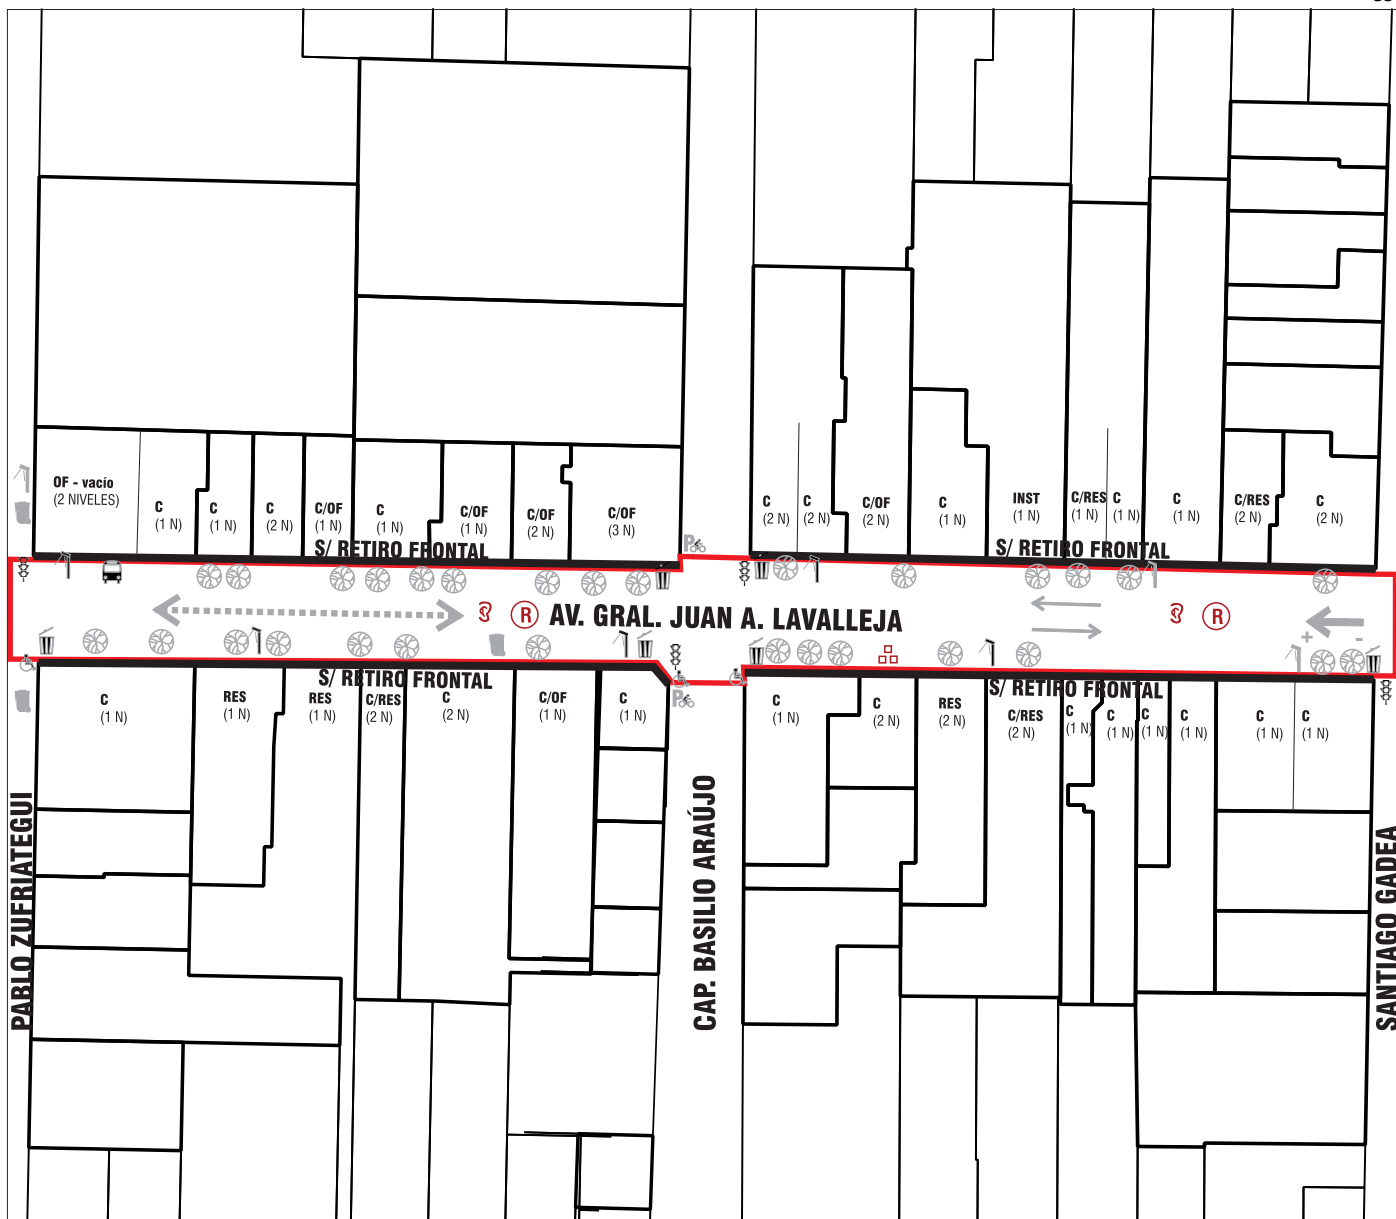 OF - vacío
(2 NIVELES)
C
(1 N)
C
(1 N)
C
(2 N)
C/OF
(1 N)
C
(1 N)
C/OF
(1 N)
C/OF
(2 N)
C/OF
(3 N)
C
(2 N)
C
(2 N)
C/OF
(2 N)
C
(1 N)
INST
(1 N)
C/RES
(1 N)
C
(1 N)
C
(1 N)
C/RES
(2 N)
C
(2 N)
S/ RETIRO FRONTAL
S/ RETIRO FRONTAL
P
R
AV. GRAL. JUAN A. LAVALLEJA
R
+
-
S/ RETIRO FRONTAL
S/ RETIRO FRONTAL
P
C
(1 N)
RES
(1 N)
RES
(1 N)
C/RES
(2 N)
C
(2 N)
C/OF
(1 N)
C
(1 N)
C
(1 N)
C
(2 N)
RES
(2 N)
C/RES
(2 N)
C
(1 N)
C
(1 N)
C
(1 N)
C
(1 N)
C
(1 N)
C
(1 N)
PABLO ZUFRIATEGUI
CAP. BASILIO ARAÚJO
SANTIAGO GADEA